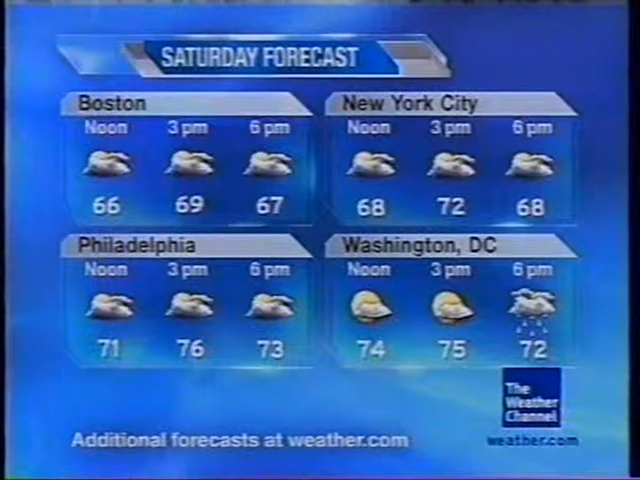 SATURDAY FORECAST
Boston
Noon 3 pm 6 pm
66 69 67
New York City
Noon 3 pm 6 pm
68 72 68
Philadelphia
Noon 3 pm 6 pm
71 76 73
Washington, DC
Noon 3 pm 6 pm
74 75 72
The
Weather
Channel
weather.com
Additional forecasts at weather.com